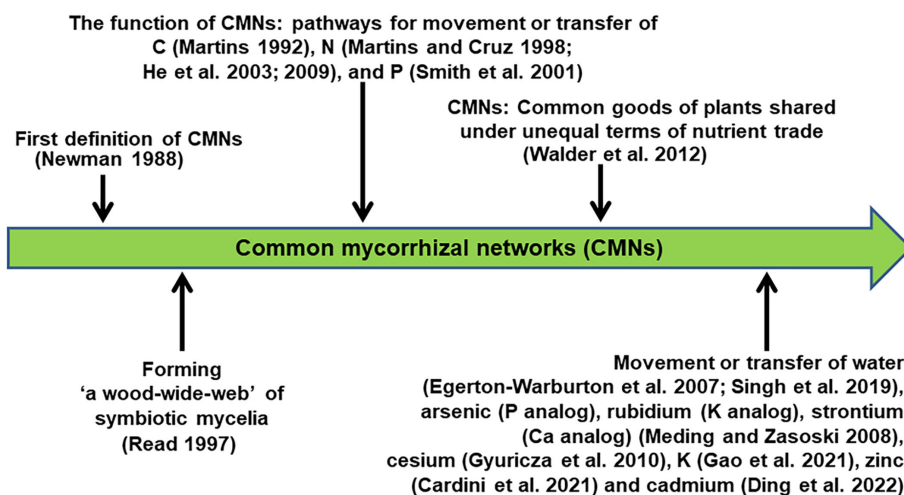 The function of CMNs: pathways for movement or transfer of
C (Martins 1992), N (Martins and Cruz 1998;
He et al. 2003; 2009), and P (Smith et al. 2001)
First definition of CMNs
(Newman 1988)
CMNs: Common goods of plants shared
under unequal terms of nutrient trade
(Walder et al. 2012)
Common mycorrhizal networks (CMNs)
Forming
‘a wood-wide-web’ of
symbiotic mycelia
(Read 1997)
Movement or transfer of water
(Egerton-Warburton et al. 2007; Singh et al. 2019),
arsenic (P analog), rubidium (K analog), strontium
(Ca analog) (Meding and Zasoski 2008),
cesium (Gyuricza et al. 2010), K (Gao et al. 2021), zinc
(Cardini et al. 2021) and cadmium (Ding et al. 2022)